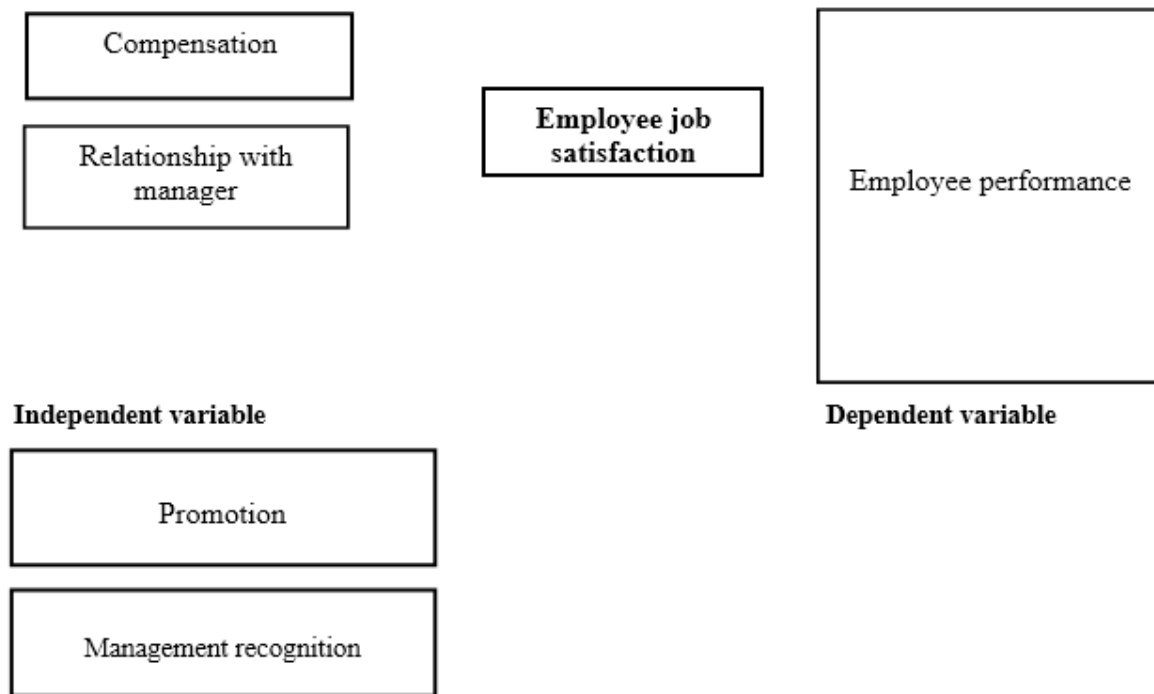 Compensation
Relationship with
manager
Employee job
satisfaction
Employee performance
Independent variable
Dependent variable
Promotion
Management recognition